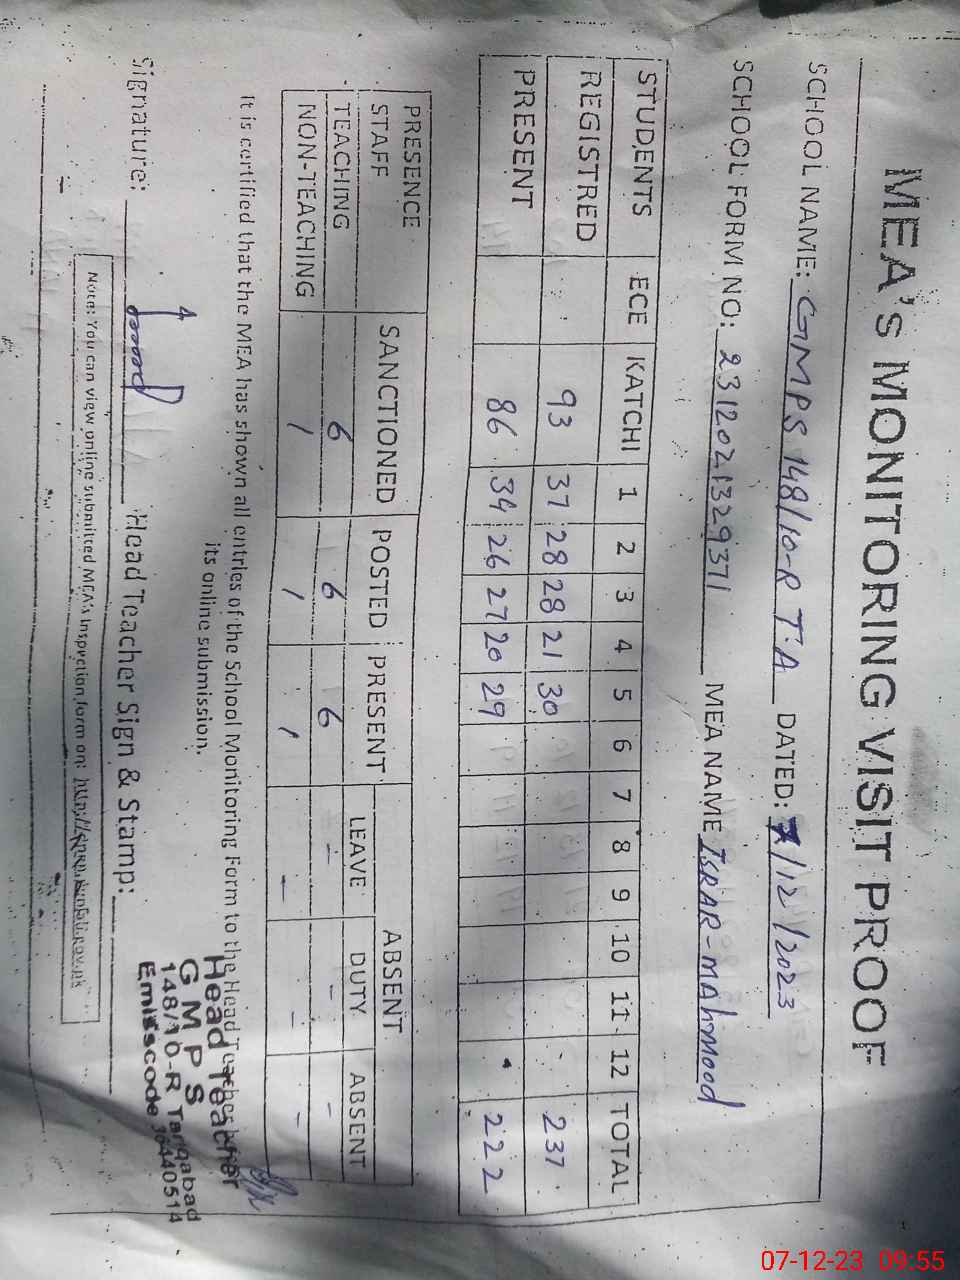 MEA'S MONITORING VISIT PROOF
SCHOOL NAME: GMPS 148/10-R T.A DATED: 7/12/2023
SCHOOL FORM NO: 2312021329371 MEA NAME ISRAR-MAHMOOD
STUDENTS ECE KATCHI 1 2 3 4 5 6 7 8 9 10 11 12 TOTAL
REGISTRED 93 37 28 28 21 30 237
PRESENT 86 34 26 27 20 29 222
PRESENCE STAFF SANCTIONED POSTED PRESENT ABSENT
LEAVE DUTY ABSENT
TEACHING 6 6 6 - - -
NON-TEACHING 1 1 1 - - -
It is certified that the MEA has shown all entries of the School Monitoring Form to the Head Teacher
its online submission.
Signature: Head Teacher Sign & Stamp:
Head Teacher
G M P S
148/10-R Tariqabad
Emiss code 36440514
Note: You can view online submitted MEA's Inspection form on:
07-12-23 09:55